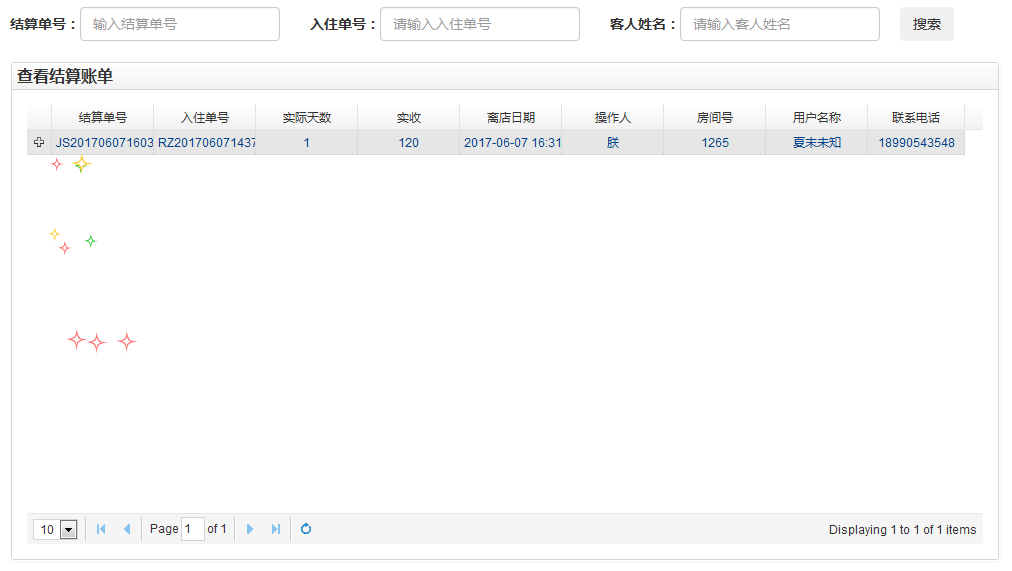 结算单号： 输入结算单号 入住单号： 请输入入住单号 客人姓名： 请输入客人姓名 搜索
查看结算账单
结算单号 入住单号 实际天数 实收 离店日期 操作人 房间号 用户名称 联系电话
JS201706071603 RZ201706071437 1 120 2017-06-07 16:31 朕 1265 夏末未知 18990543548
10 Page 1 of 1 Displaying 1 to 1 of 1 items